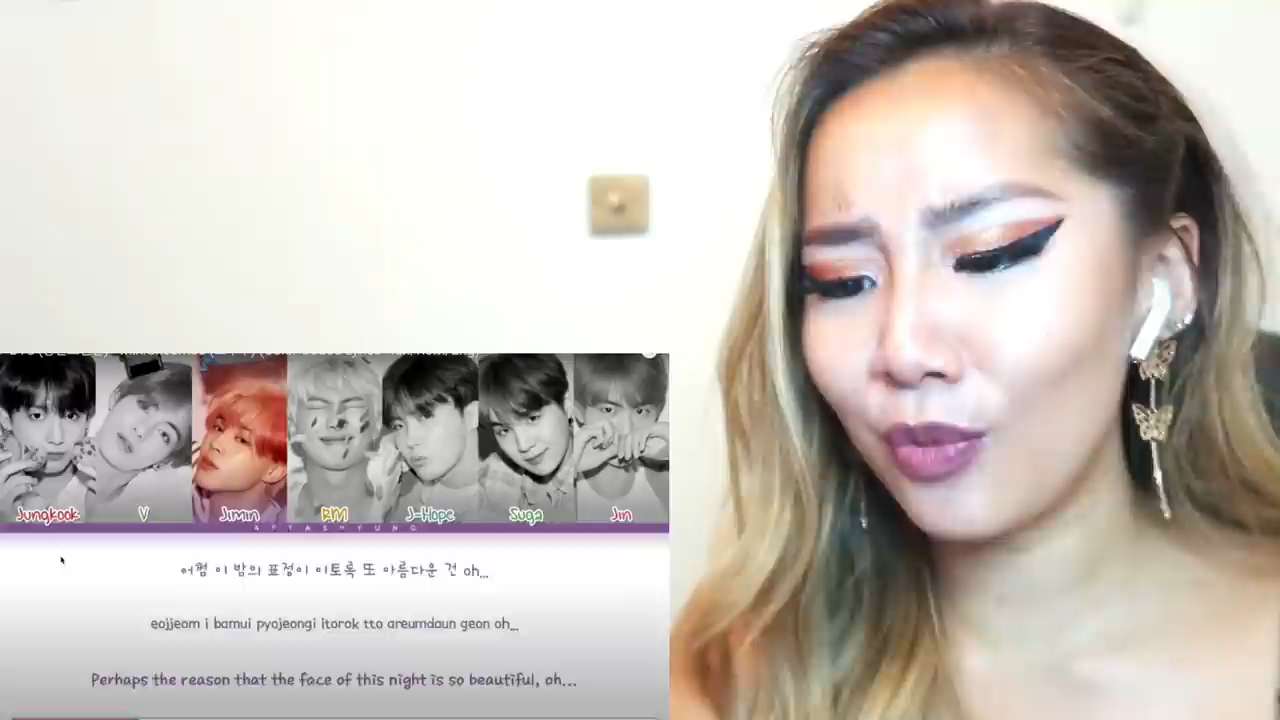 Jungkook V Jimin RM J-Hope Suga Jin
어쩜 이 밤의 표정이 이토록 또 아름다운 건 oh...
eojjeom i bamui pyojeongi itorok tto areumdaun geon oh...
Perhaps the reason that the face of this night is so beautiful, oh...